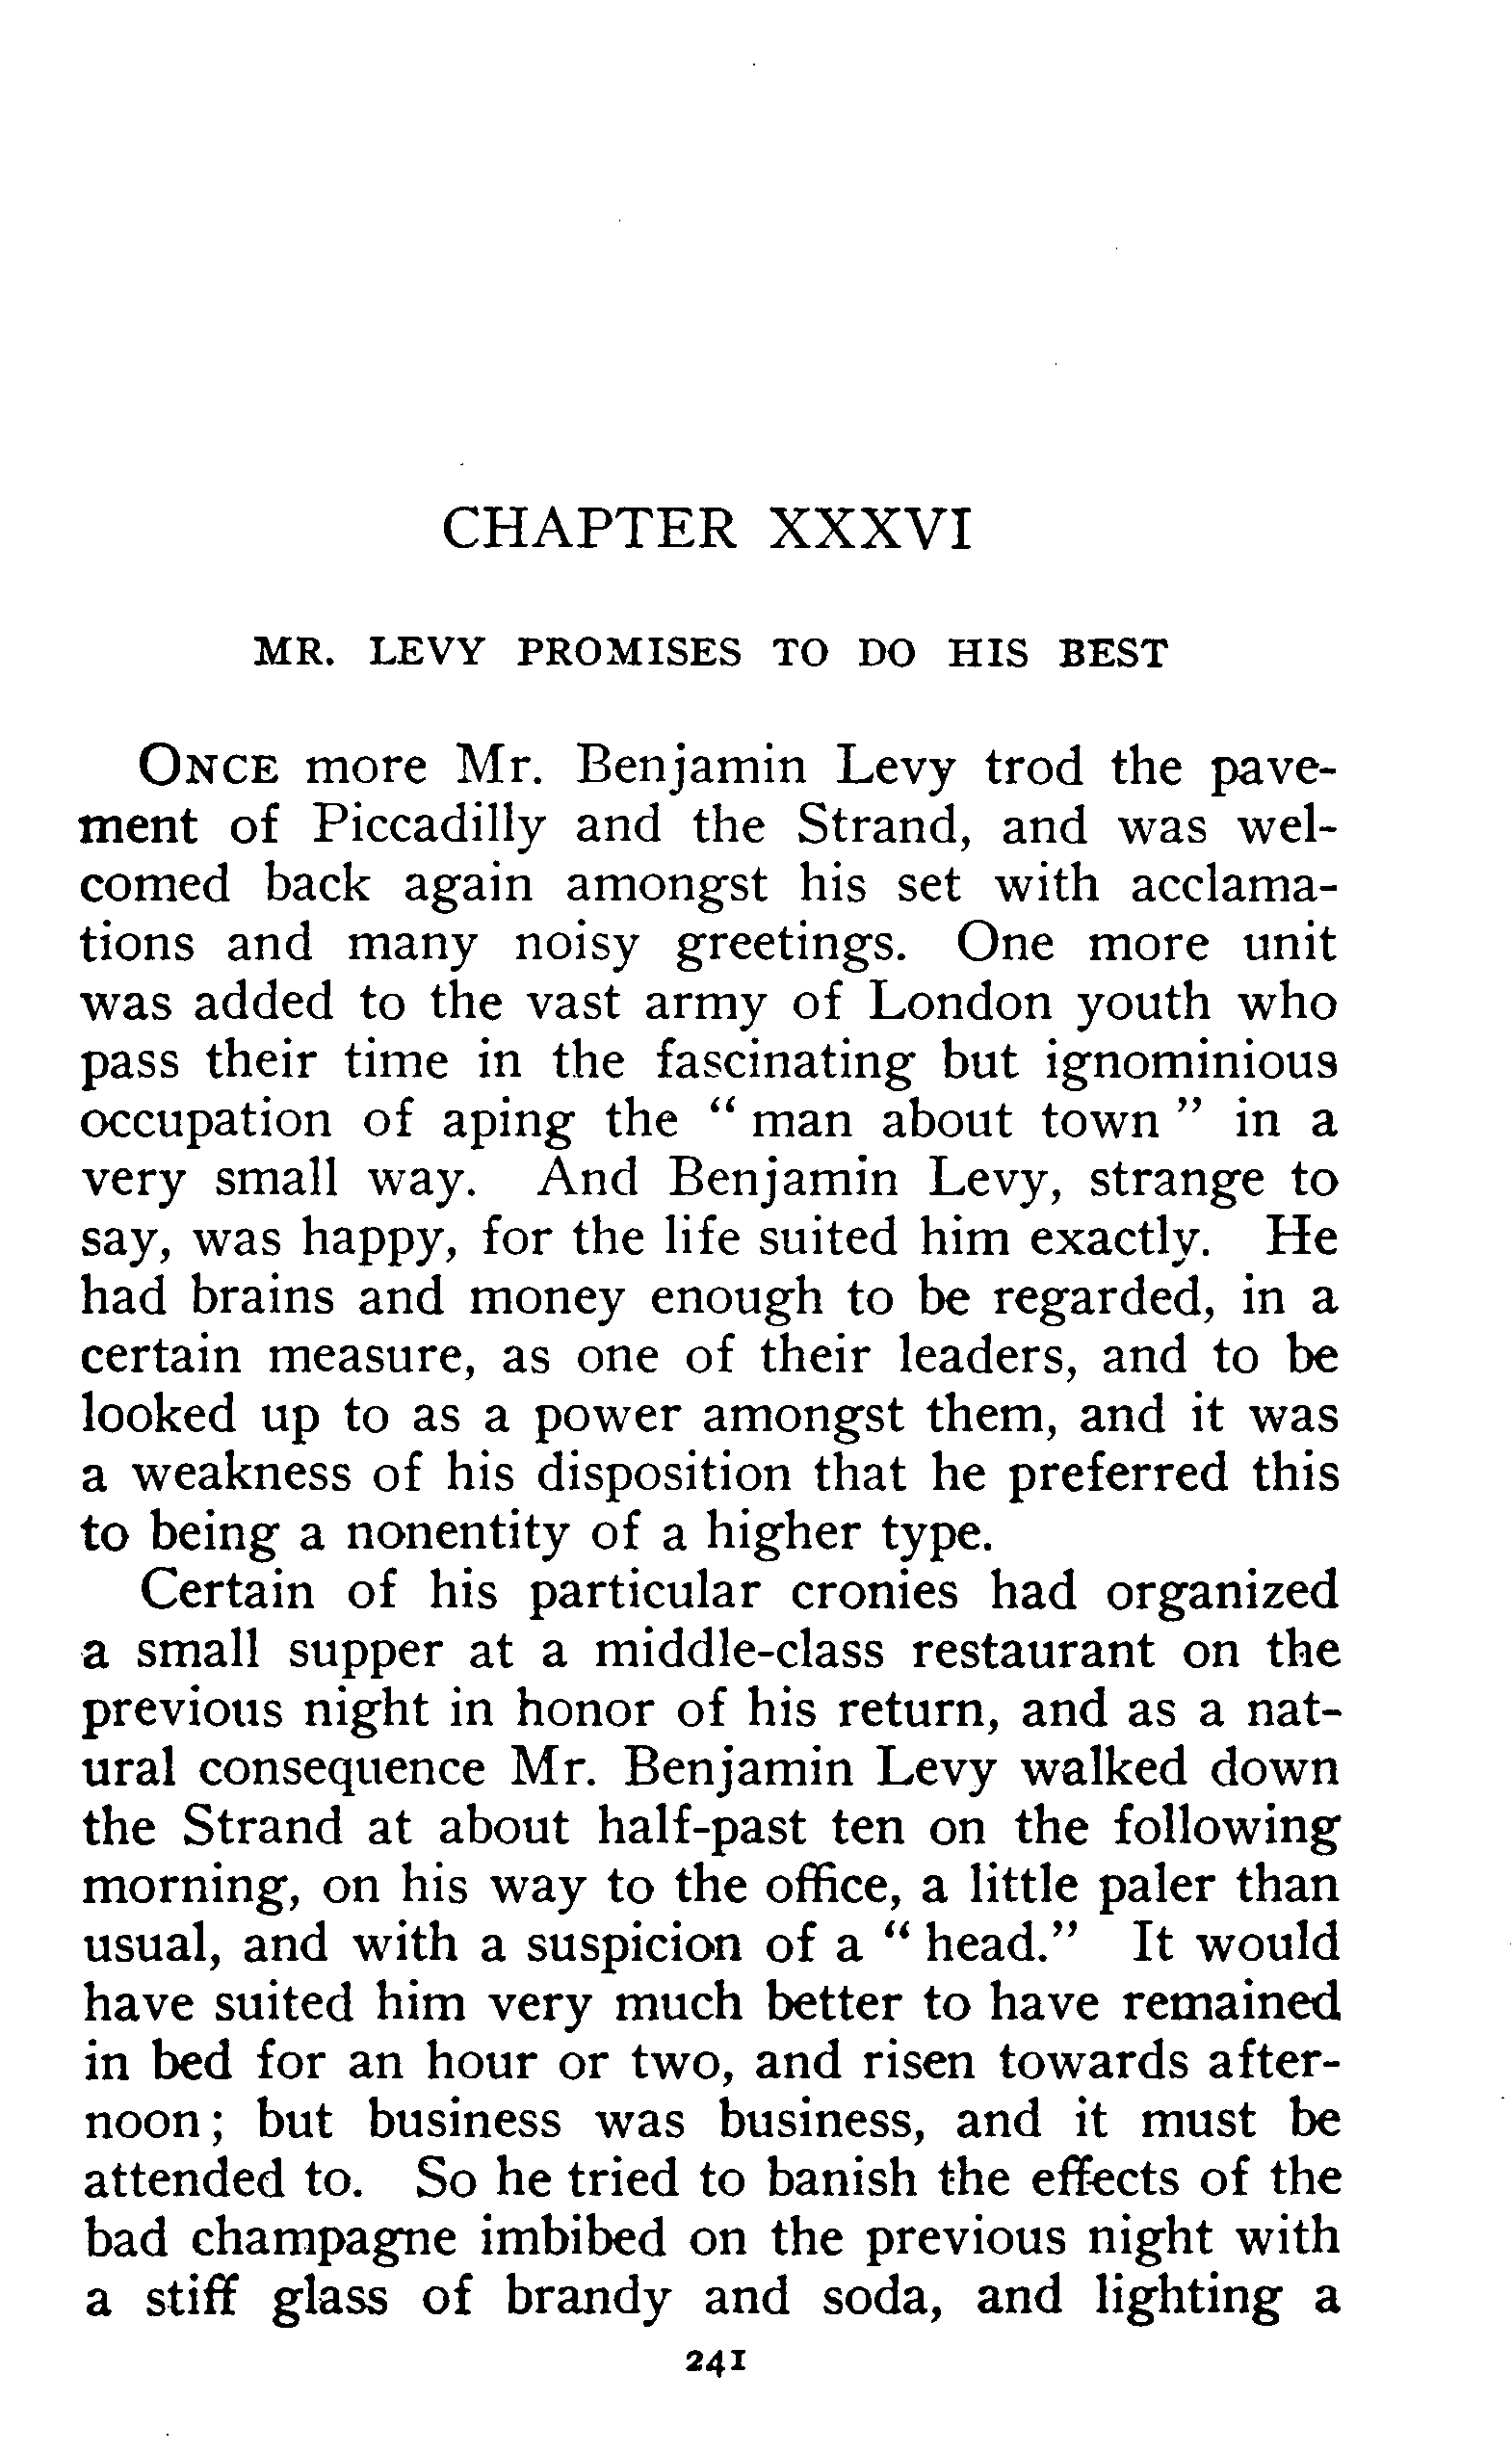 CHAPTER XXXVI
MR. LEVY PROMISES TO DO HIS BEST
ONCE more Mr. Benjamin Levy trod the pave-
ment of Piccadilly and the Strand, and was wel-
comed back again amongst his set with acclama-
tions and many noisy greetings. One more unit
was added to the vast army of London youth who
pass their time in the fascinating but ignominious
occupation of aping the " man about town " in a
very small way. And Benjamin Levy, strange to
say, was happy, for the life suited him exactly. He
had brains and money enough to be regarded, in a
certain measure, as one of their leaders, and to be
looked up to as a power amongst them, and it was
a weakness of his disposition that he preferred this
to being a nonentity of a higher type.
Certain of his particular cronies had organized
a small supper at a middle-class restaurant on the
previous night in honor of his return, and as a nat-
ural consequence Mr. Benjamin Levy walked down
the Strand at about half-past ten on the following
morning, on his way to the office, a little paler than
usual, and with a suspicion of a " head." It would
have suited him very much better to have remained
in bed for an hour or two, and risen towards after-
noon; but business was business, and it must be
attended to. So he tried to banish the effects of the
bad champagne imbibed on the previous night with
a stiff glass of brandy and soda, and lighting a
241